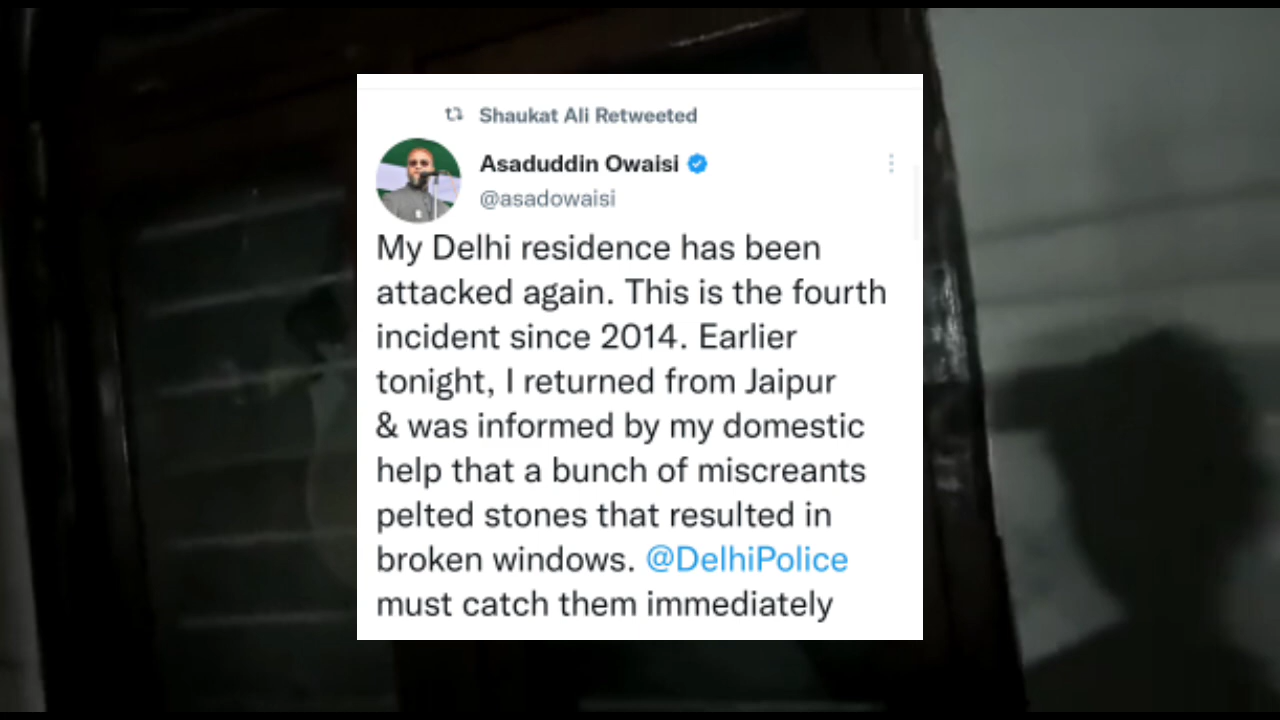 Shaukat Ali Retweeted
Asaduddin Owaisi
@asadowaisi
My Delhi residence has been
attacked again. This is the fourth
incident since 2014. Earlier
tonight, I returned from Jaipur
& was informed by my domestic
help that a bunch of miscreants
pelted stones that resulted in
broken windows. @DelhiPolice
must catch them immediately